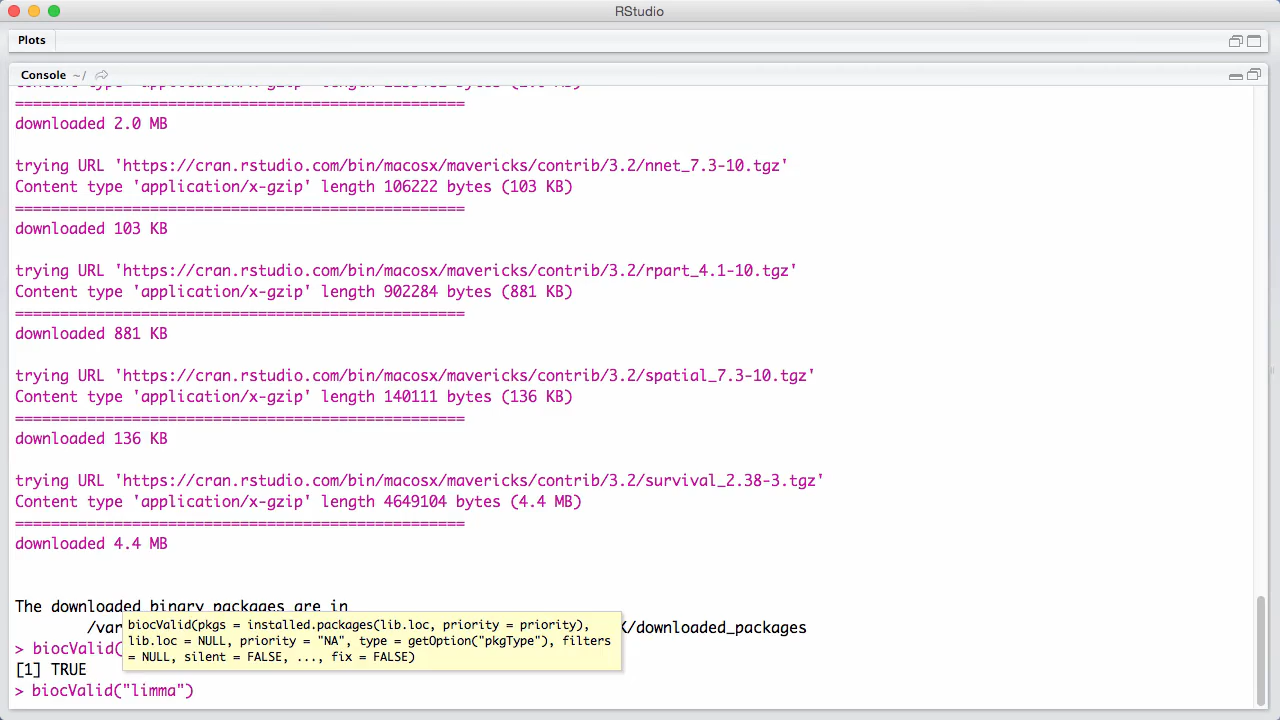 RStudio
Plots
Console ~/
==================================================
downloaded 2.0 MB
trying URL 'https://cran.rstudio.com/bin/macosx/mavericks/contrib/3.2/nnet_7.3-10.tgz'
Content type 'application/x-gzip' length 106222 bytes (103 KB)
==================================================
downloaded 103 KB
trying URL 'https://cran.rstudio.com/bin/macosx/mavericks/contrib/3.2/rpart_4.1-10.tgz'
Content type 'application/x-gzip' length 902284 bytes (881 KB)
==================================================
downloaded 881 KB
trying URL 'https://cran.rstudio.com/bin/macosx/mavericks/contrib/3.2/spatial_7.3-10.tgz'
Content type 'application/x-gzip' length 140111 bytes (136 KB)
==================================================
downloaded 136 KB
trying URL 'https://cran.rstudio.com/bin/macosx/mavericks/contrib/3.2/survival_2.38-3.tgz'
Content type 'application/x-gzip' length 4649104 bytes (4.4 MB)
==================================================
downloaded 4.4 MB
The downloaded binary packages are in
/var /downloaded_packages
biocValid(pkgs = installed.packages(lib.loc, priority = priority),
lib.loc = NULL, priority = "NA", type = getOption("pkgType"), filters
= NULL, silent = FALSE, ..., fix = FALSE)
> biocValid(
[1] TRUE
> biocValid("limma")